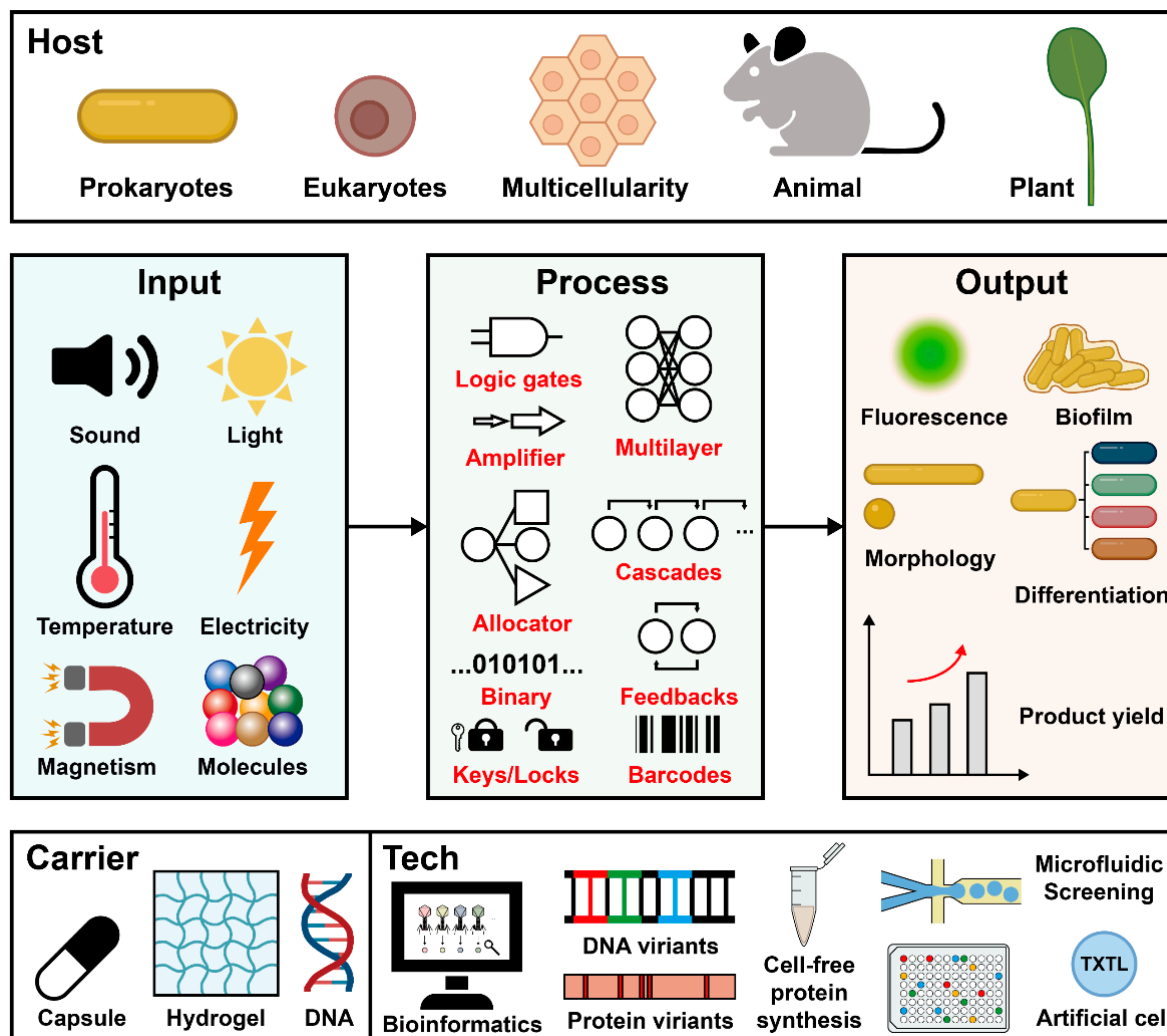 Host
Prokaryotes
Eukaryotes
Multicellularity
Animal
Plant
Input
Sound
Light
Temperature
Electricity
Magnetism
Molecules
Process
Logic gates
Amplifier
Multilayer
Allocator
...
Cascades
...010101...
Binary
Feedbacks
Keys/Locks
Barcodes
Output
Fluorescence
Biofilm
Morphology
Differentiation
Product yield
Carrier
Capsule
Hydrogel
DNA
Tech
Bioinformatics
DNA viriants
Protein viriants
Cell-free
protein
synthesis
Microfluidic
Screening
TXTL
Artificial cel